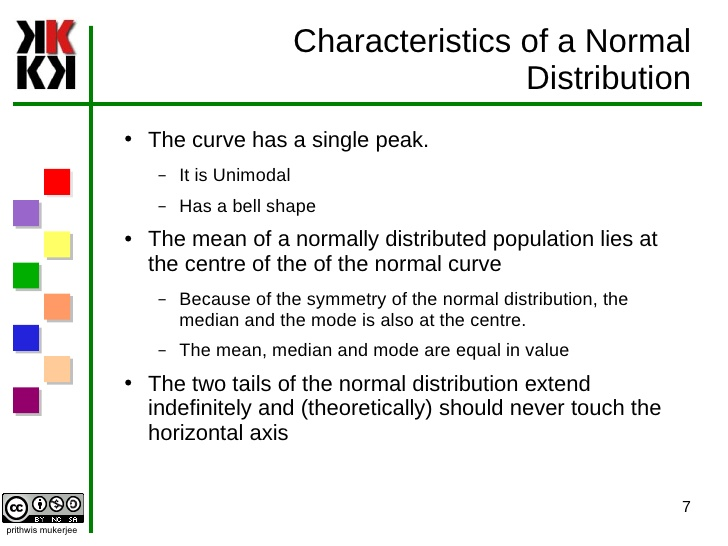 Characteristics of a Normal
Distribution
• The curve has a single peak.
– It is Unimodal
– Has a bell shape
• The mean of a normally distributed population lies at
the centre of the of the normal curve
– Because of the symmetry of the normal distribution, the
median and the mode is also at the centre.
– The mean, median and mode are equal in value
• The two tails of the normal distribution extend
indefinitely and (theoretically) should never touch the
horizontal axis
7
cc
BY NC SA
prithwis mukerjee